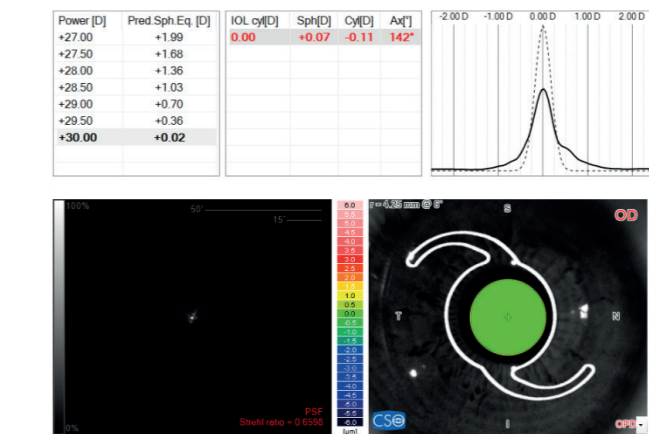 Power [D] Pred.Sph.Eq. [D]
+27.00 +1.99
+27.50 +1.68
+28.00 +1.36
+28.50 +1.03
+29.00 +0.70
+29.50 +0.36
+30.00 +0.02
IOL cyl[D] Sph[D] Cyl[D] Ax[°]
0.00 +0.07 -0.11 142°
-2.00 D -1.00 D 0.00 D 1.00 D 2.00 D
100%
50'
15'
PSF
Strehl ratio = 0.6598
0%
6.0
5.5
5.0
4.5
4.0
3.5
3.0
2.5
2.0
1.5
1.0
0.5
0.0
-0.5
-1.0
-1.5
-2.0
-2.5
-3.0
-3.5
-4.0
-4.5
-5.0
-5.5
-6.0
[um]
r=4.25 mm @ 6°
S
OD
T
N
I
CSO
OPD